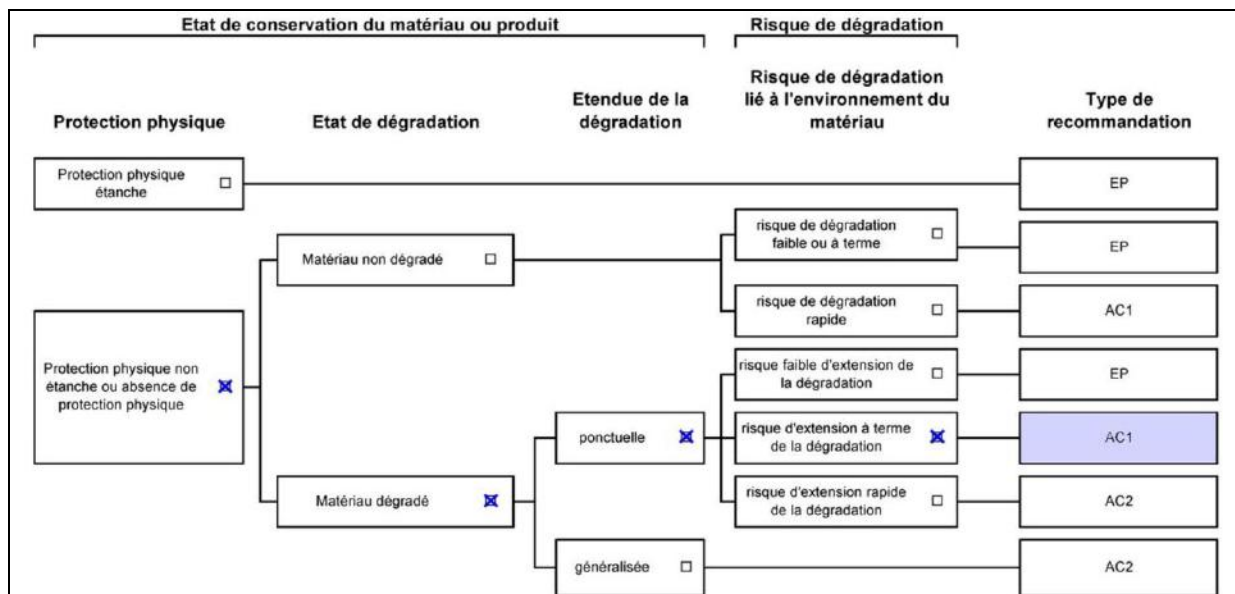 Etat de conservation du matériau ou produit
Risque de dégradation
Protection physique
Etat de dégradation
Etendue de la
dégradation
Risque de dégradation
lié à l'environnement du
matériau
Type de
recommandation
Protection physique
étanche
EP
Matériau non dégradé
risque de dégradation
faible ou à terme
EP
risque de dégradation
rapide
AC1
Protection physique non
étanche ou absence de
protection physique
risque faible d'extension de
la dégradation
EP
ponctuelle
risque d'extension à terme
de la dégradation
AC1
Matériau dégradé
risque d'extension rapide
de la dégradation
AC2
généralisée
AC2